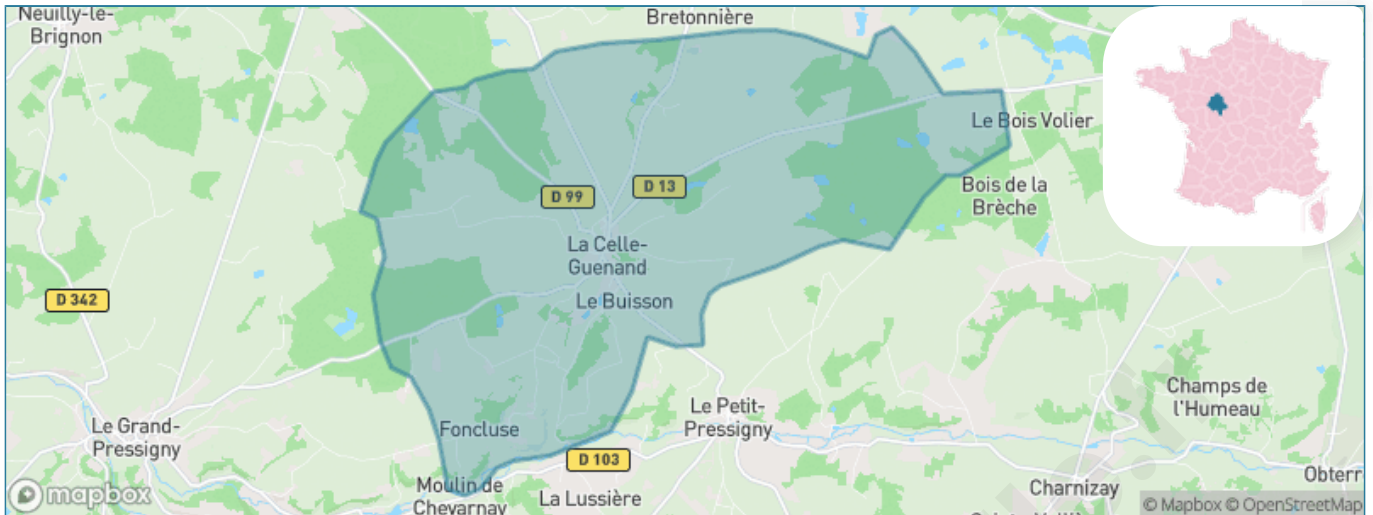 Neuilly-le-
Brignon
Bretonnière
Le Bois Volier
D 99
D 13
Bois de la
Brèche
La Celle-
Guenand
Le Buisson
D 342
Champs de
l'Humeau
Le Petit-
Pressigny
Le Grand-
Pressigny
Foncluse
D 103
Obterr
Moulin de
Chevarnay
La Lussière
Charnizay
mapbox
© Mapbox © OpenStreetMap